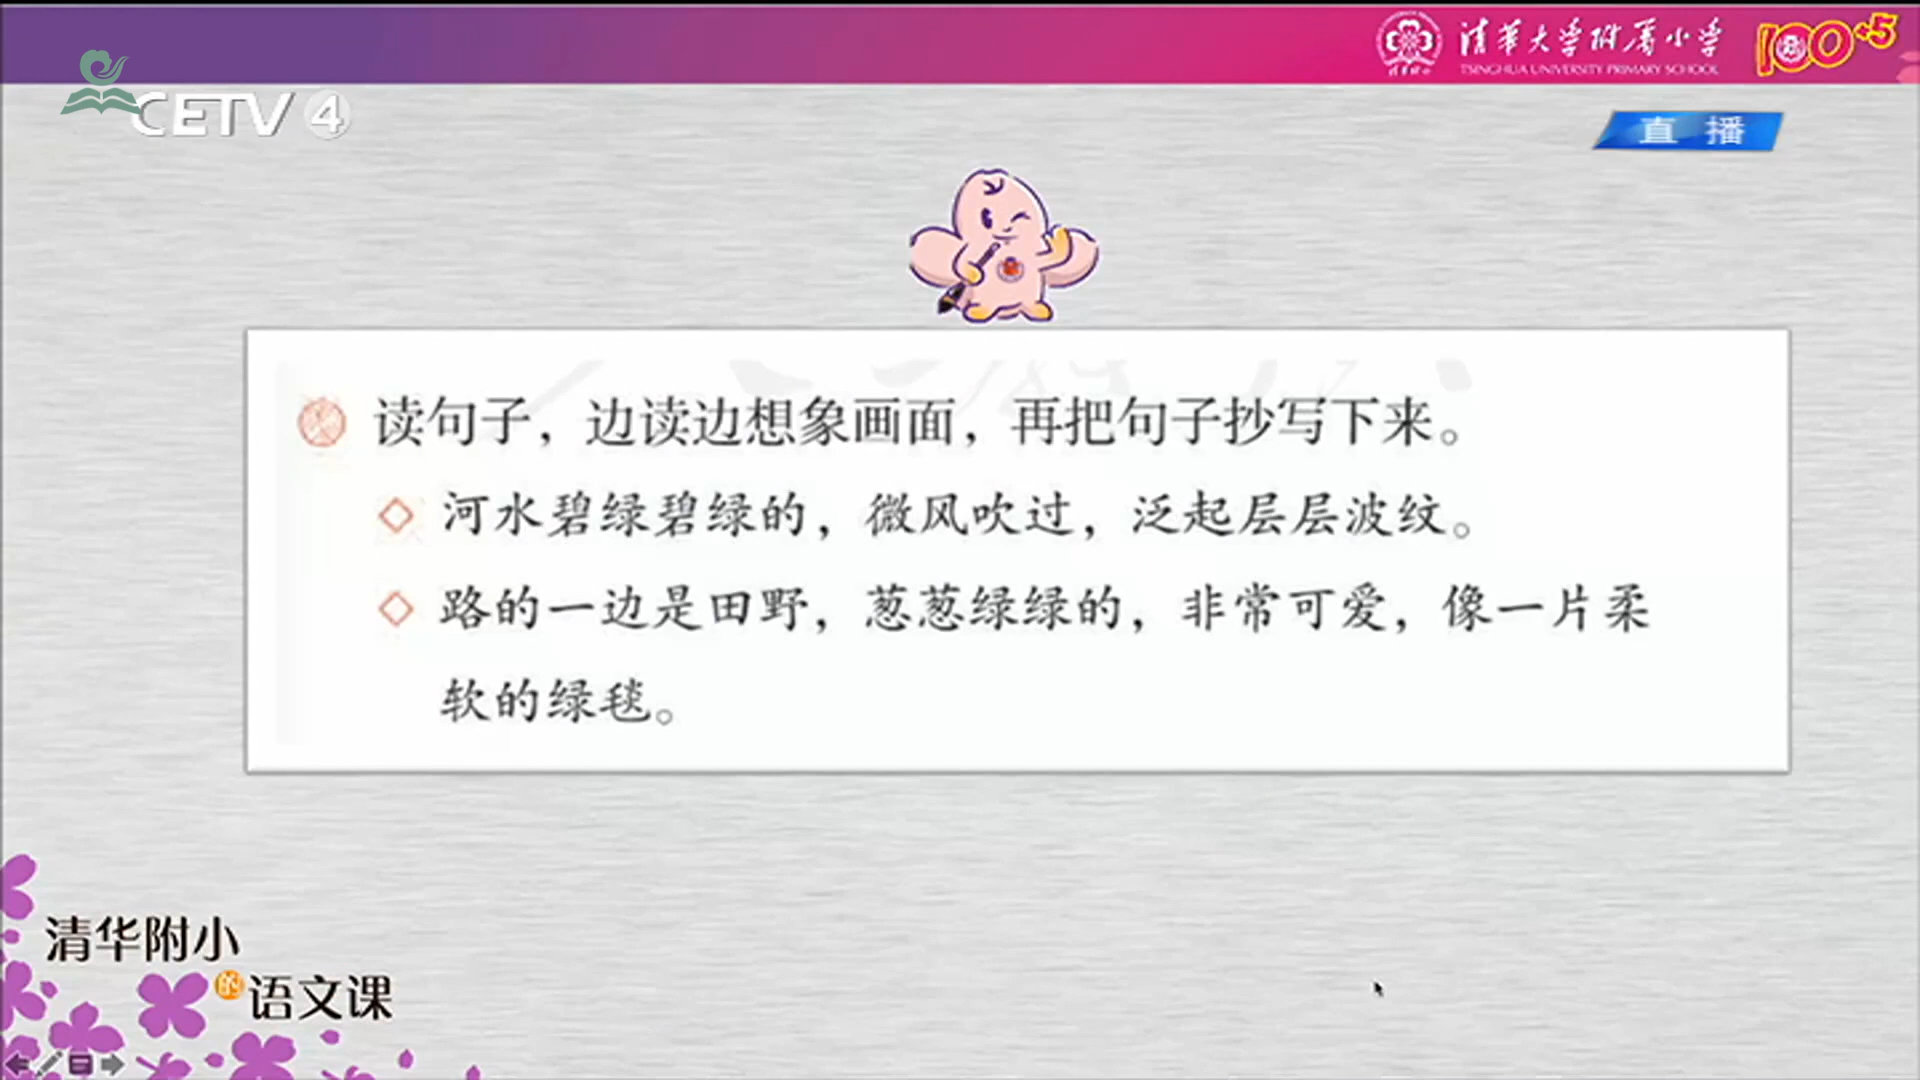 清华大学附属小学
TSINGHUA UNIVERSITY PRIMARY SCHOOL
100+5
CETV 4
直播
读句子，边读边想象画面，再把句子抄写下来。
河水碧绿碧绿的，微风吹过，泛起层层波纹。
路的一边是田野，葱葱绿绿的，非常可爱，像一片柔
软的绿毯。
清华附小
的语文课